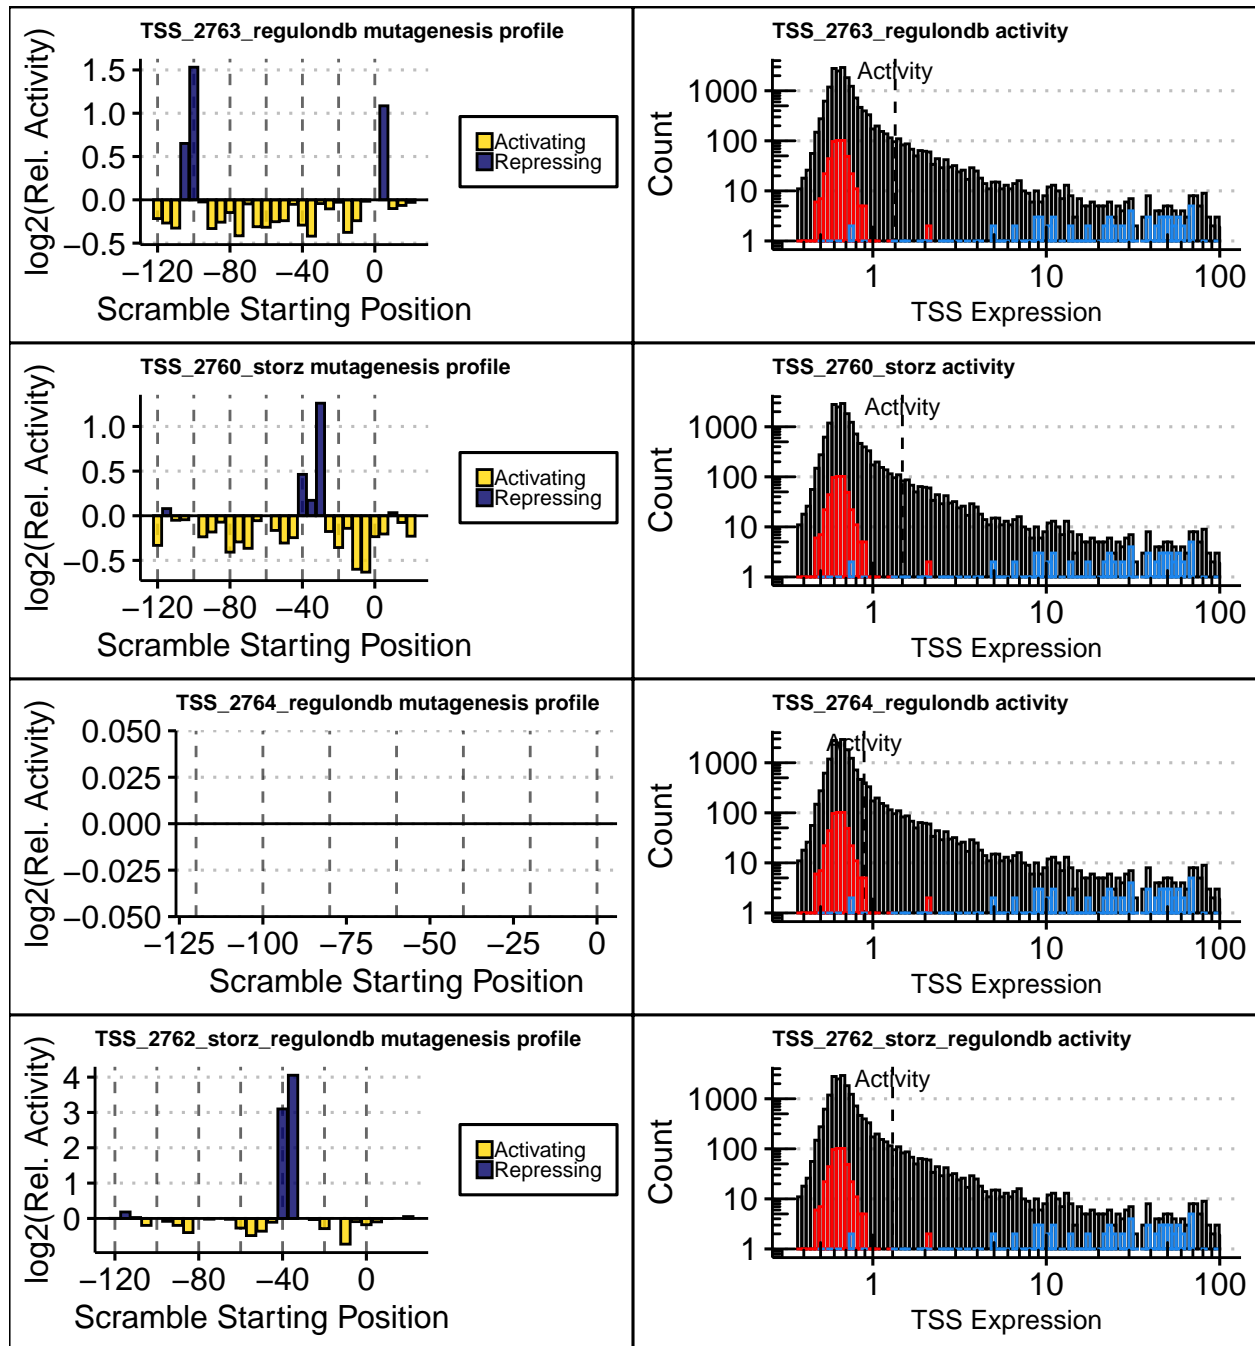 TSS_2763_regulondb mutagenesis profile
log2(Rel. Activity)
1.5
1.0
0.5
0.0
−0.5
−120 −80 −40 0
Scramble Starting Position
Activating
Repressing
TSS_2763_regulondb activity
Activity
Count
1000
100
10
1
1 10 100
TSS Expression
TSS_2760_storz mutagenesis profile
log2(Rel. Activity)
1.0
0.5
0.0
−0.5
−120 −80 −40 0
Scramble Starting Position
Activating
Repressing
TSS_2760_storz activity
Activity
Count
1000
100
10
1
1 10 100
TSS Expression
TSS_2764_regulondb mutagenesis profile
log2(Rel. Activity)
0.050
0.025
0.000
−0.025
−0.050
−125 −100 −75 −50 −25 0
Scramble Starting Position
TSS_2764_regulondb activity
Activity
Count
1000
100
10
1
1 10 100
TSS Expression
TSS_2762_storz_regulondb mutagenesis profile
log2(Rel. Activity)
4
3
2
1
0
−120 −80 −40 0
Scramble Starting Position
Activating
Repressing
TSS_2762_storz_regulondb activity
Activity
Count
1000
100
10
1
1 10 100
TSS Expression